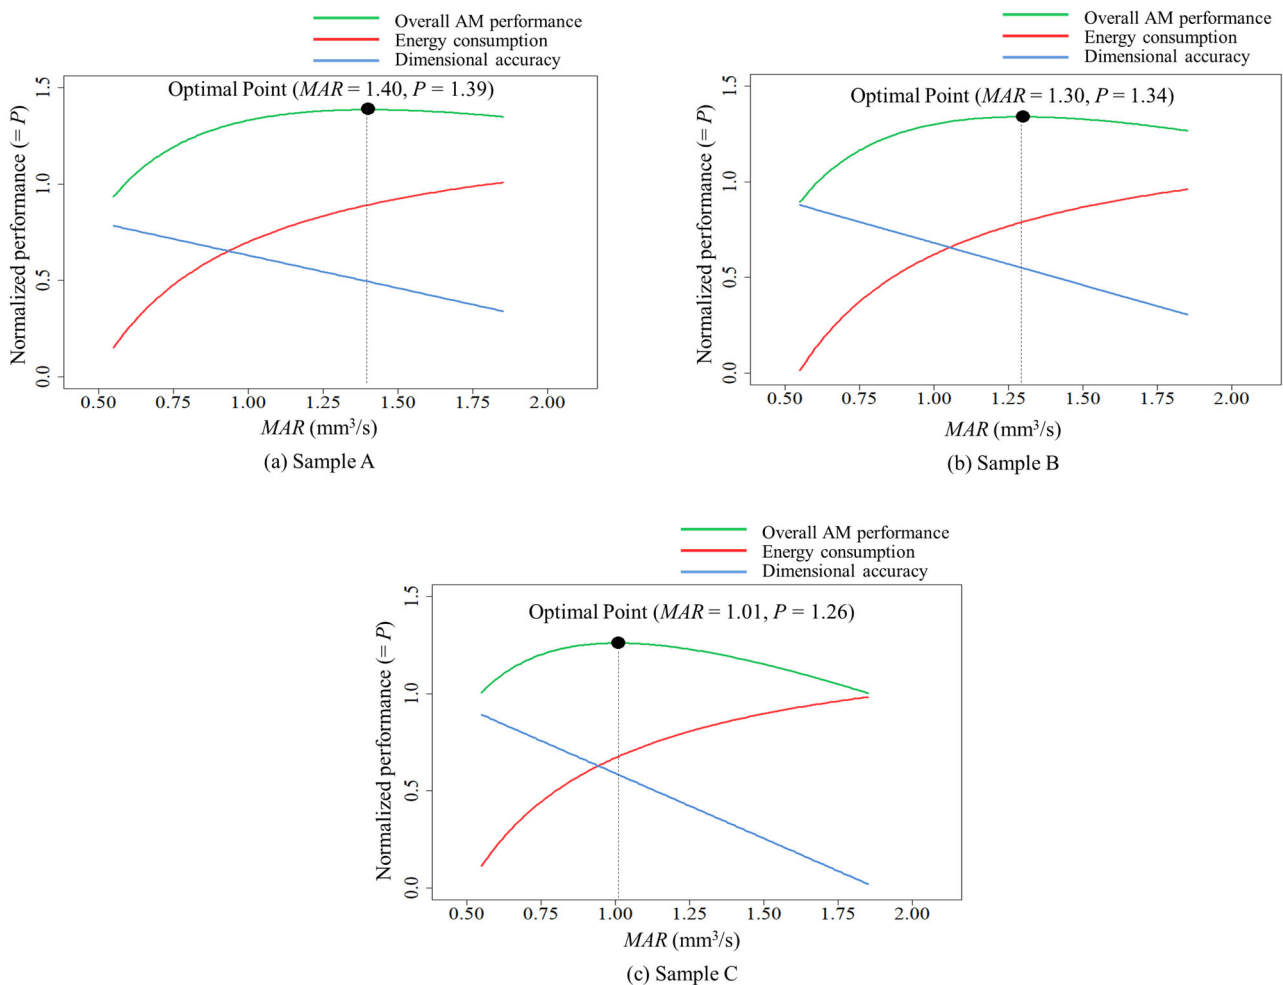 Overall AM performance
Energy consumption
Dimensional accuracy
Optimal Point (MAR = 1.40, P = 1.39)
Normalized performance (= P)
1.5
1.0
0.5
0.0
0.50 0.75 1.00 1.25 1.50 1.75 2.00
MAR (mm³/s)
(a) Sample A
Overall AM performance
Energy consumption
Dimensional accuracy
Optimal Point (MAR = 1.30, P = 1.34)
Normalized performance (= P)
1.5
1.0
0.5
0.0
0.50 0.75 1.00 1.25 1.50 1.75 2.00
MAR (mm³/s)
(b) Sample B
Overall AM performance
Energy consumption
Dimensional accuracy
Optimal Point (MAR = 1.01, P = 1.26)
Normalized performance (= P)
1.5
1.0
0.5
0.0
0.50 0.75 1.00 1.25 1.50 1.75 2.00
MAR (mm³/s)
(c) Sample C